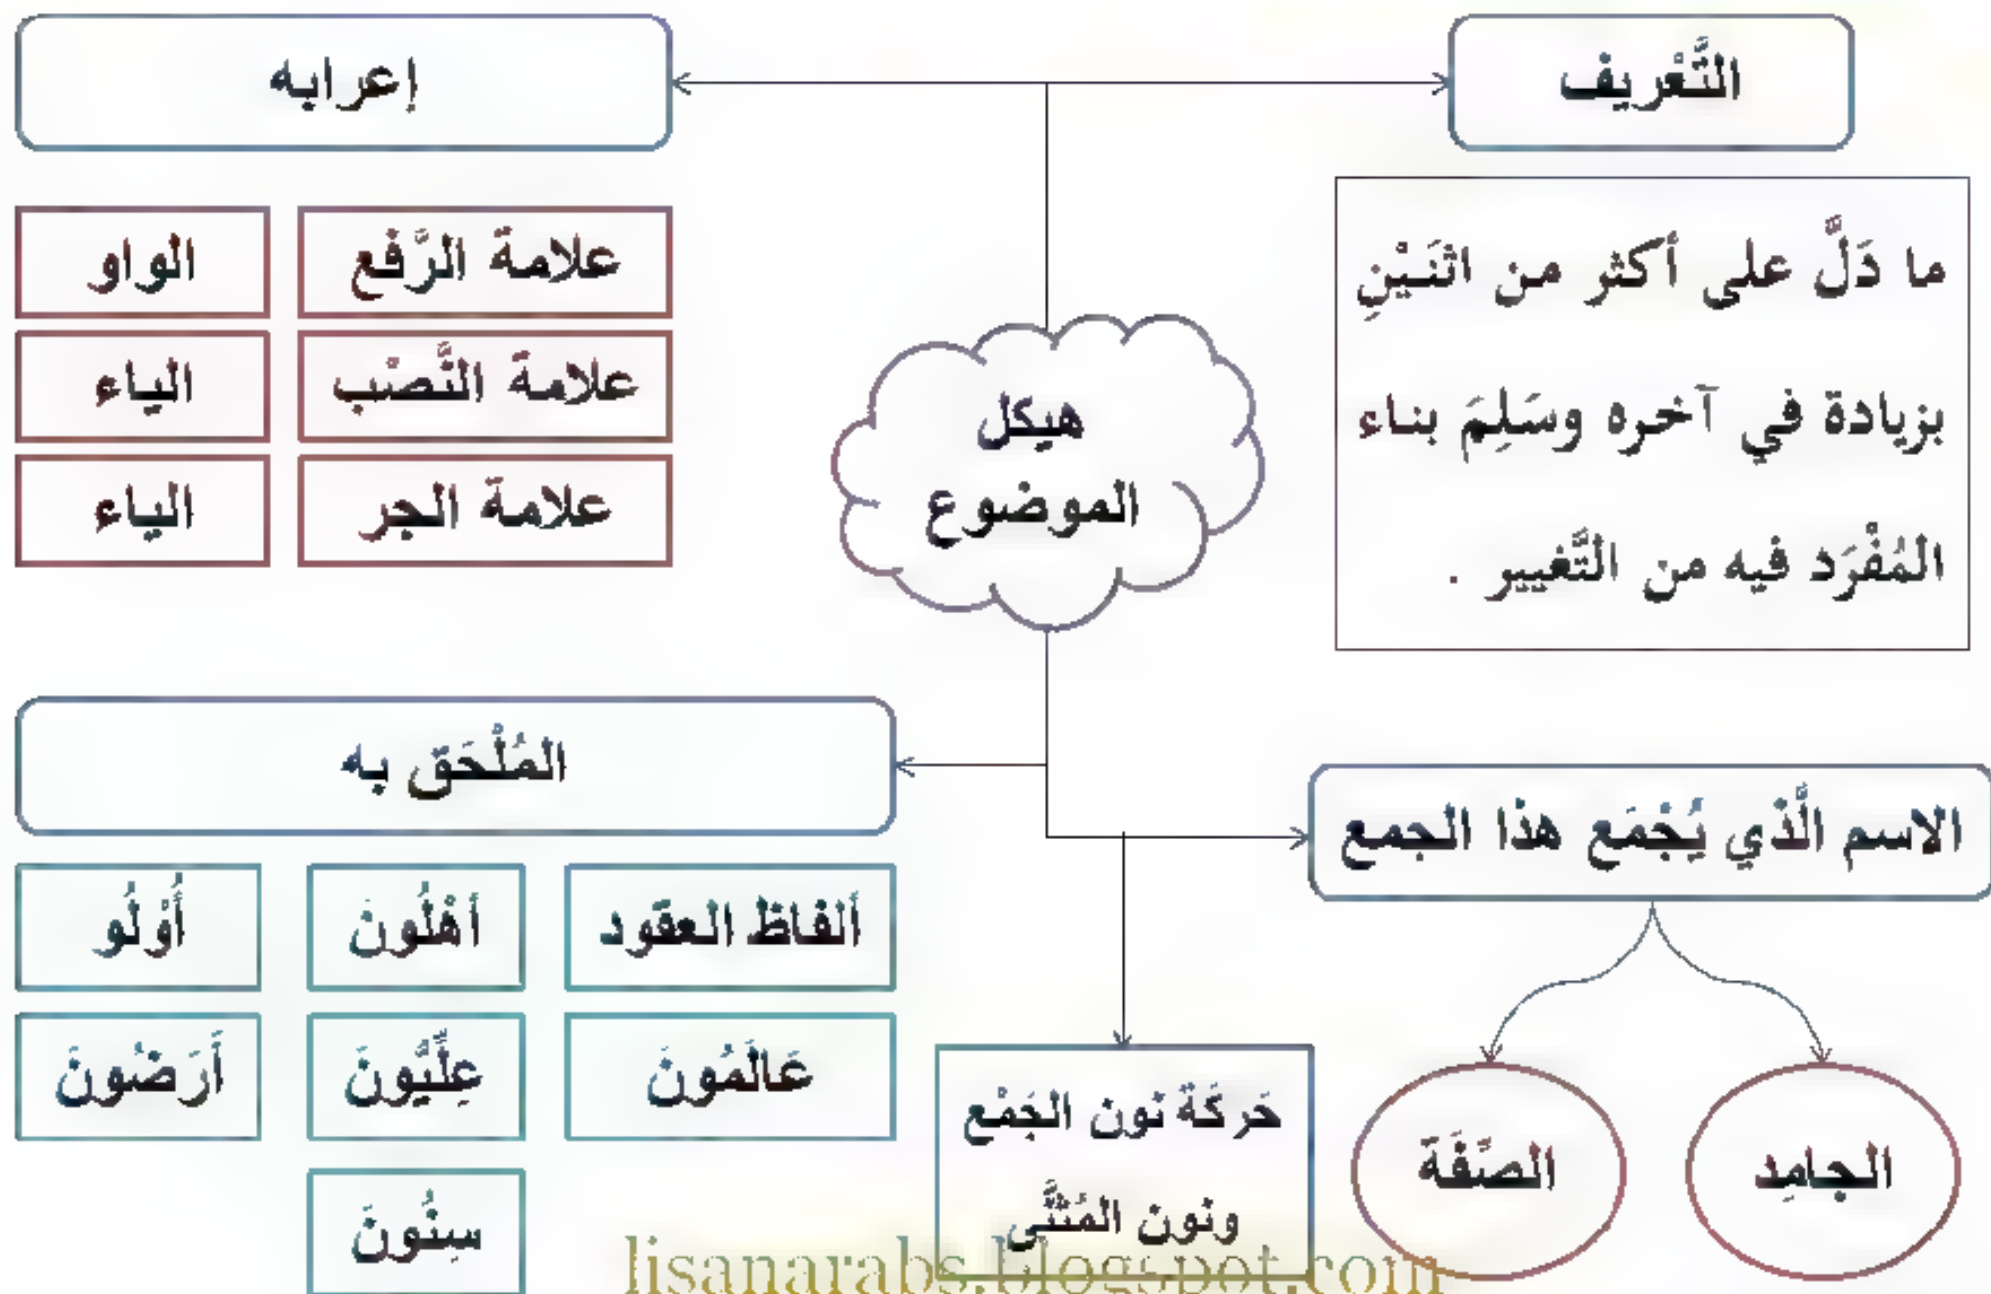 التَّعْريف
ما دَلَّ على أكثر من اثنَيْنِ
بزيادة في آخره وسَلِمَ بناء
المُفْرَد فيه من التَّغيير .
إعرابه
علامة الرَّفع الواو
علامة النَّصْب الياء
علامة الجر الياء
هيكل
الموضوع
الاسم الَّذي يُجْمَع هذا الجمع
الجامِد الصِّفَة
حَركَة نون الجَمْع
ونون المُثَنَّى
المُلْحَق به
ألفاظ العقود أهْلُونَ أُوْلُو
عَالَمُونَ عِلِّيُّونَ أَرَضُونَ
سِنُونَ
lisanarabs.blogspot.com